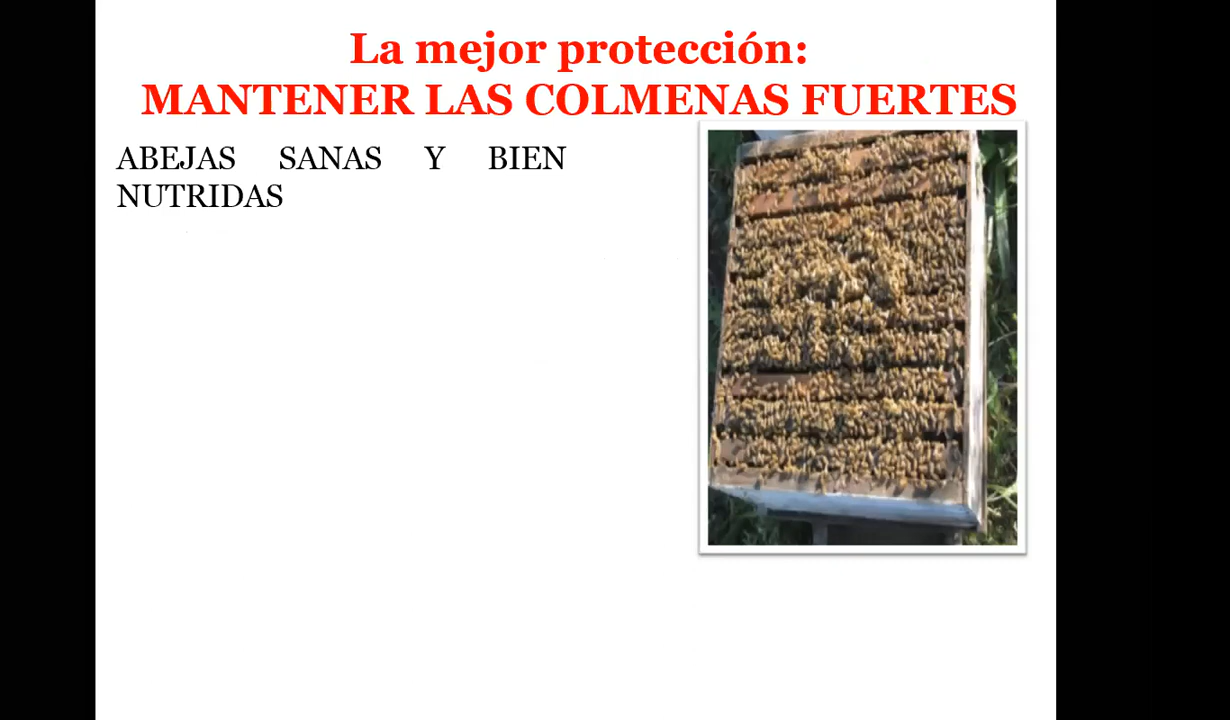 La mejor protección:
MANTENER LAS COLMENAS FUERTES
ABEJAS SANAS Y BIEN
NUTRIDAS